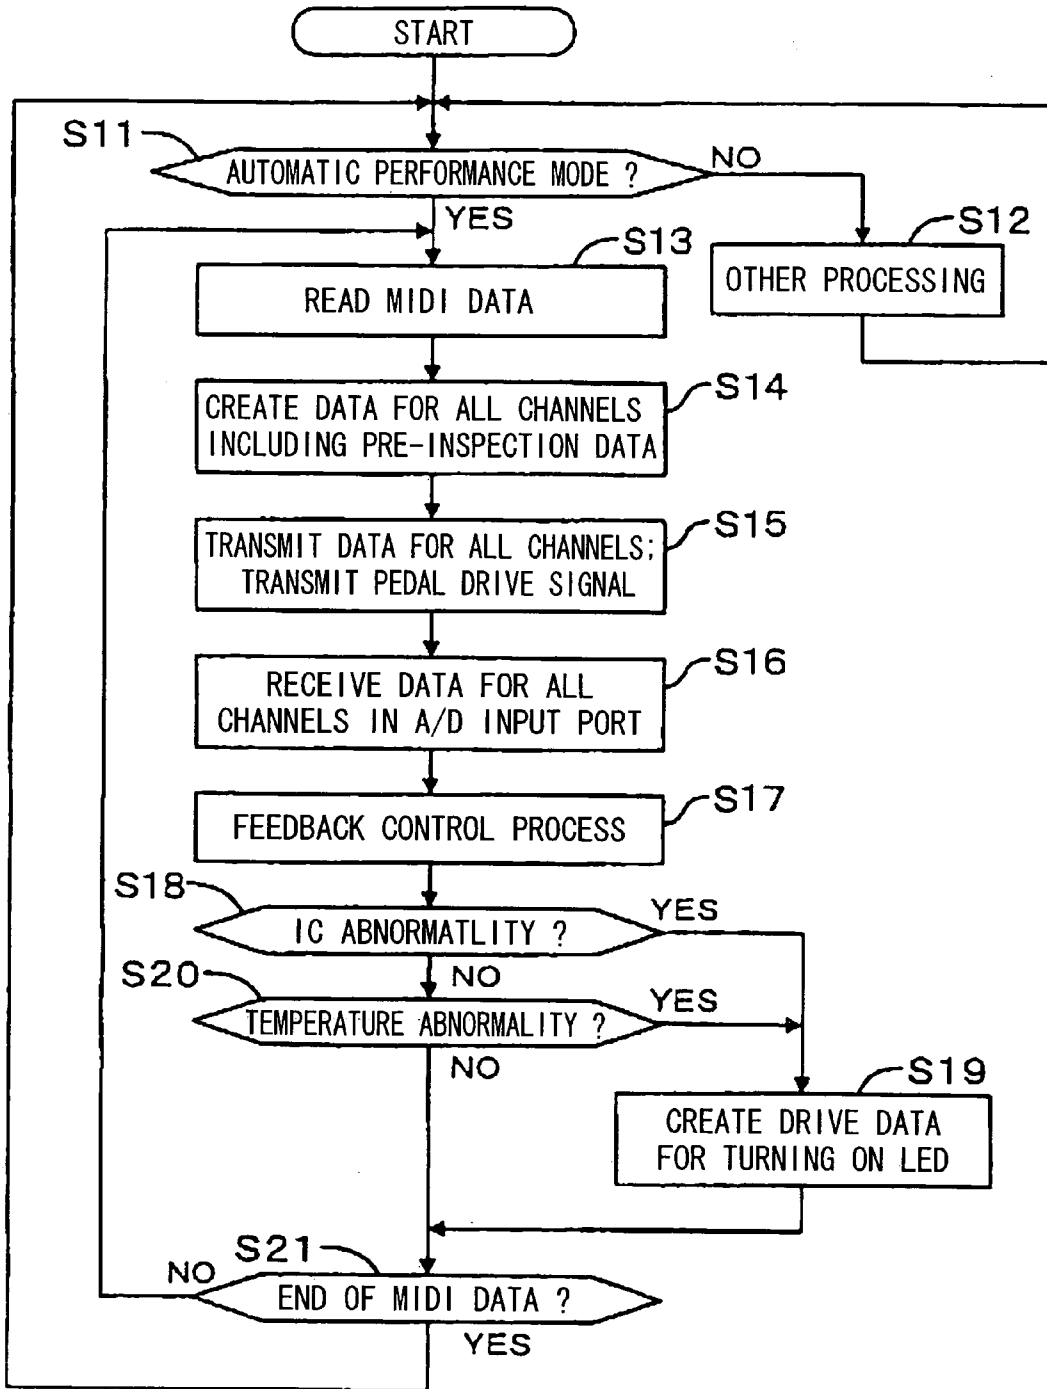 START
S11
AUTOMATIC PERFORMANCE MODE ?
NO
YES
S12
OTHER PROCESSING
S13
READ MIDI DATA
S14
CREATE DATA FOR ALL CHANNELS
INCLUDING PRE-INSPECTION DATA
S15
TRANSMIT DATA FOR ALL CHANNELS;
TRANSMIT PEDAL DRIVE SIGNAL
S16
RECEIVE DATA FOR ALL
CHANNELS IN A/D INPUT PORT
S17
FEEDBACK CONTROL PROCESS
S18
IC ABNORMATLITY ?
YES
NO
S20
TEMPERATURE ABNORMALITY ?
YES
NO
S19
CREATE DRIVE DATA
FOR TURNING ON LED
S21
END OF MIDI DATA ?
NO
YES